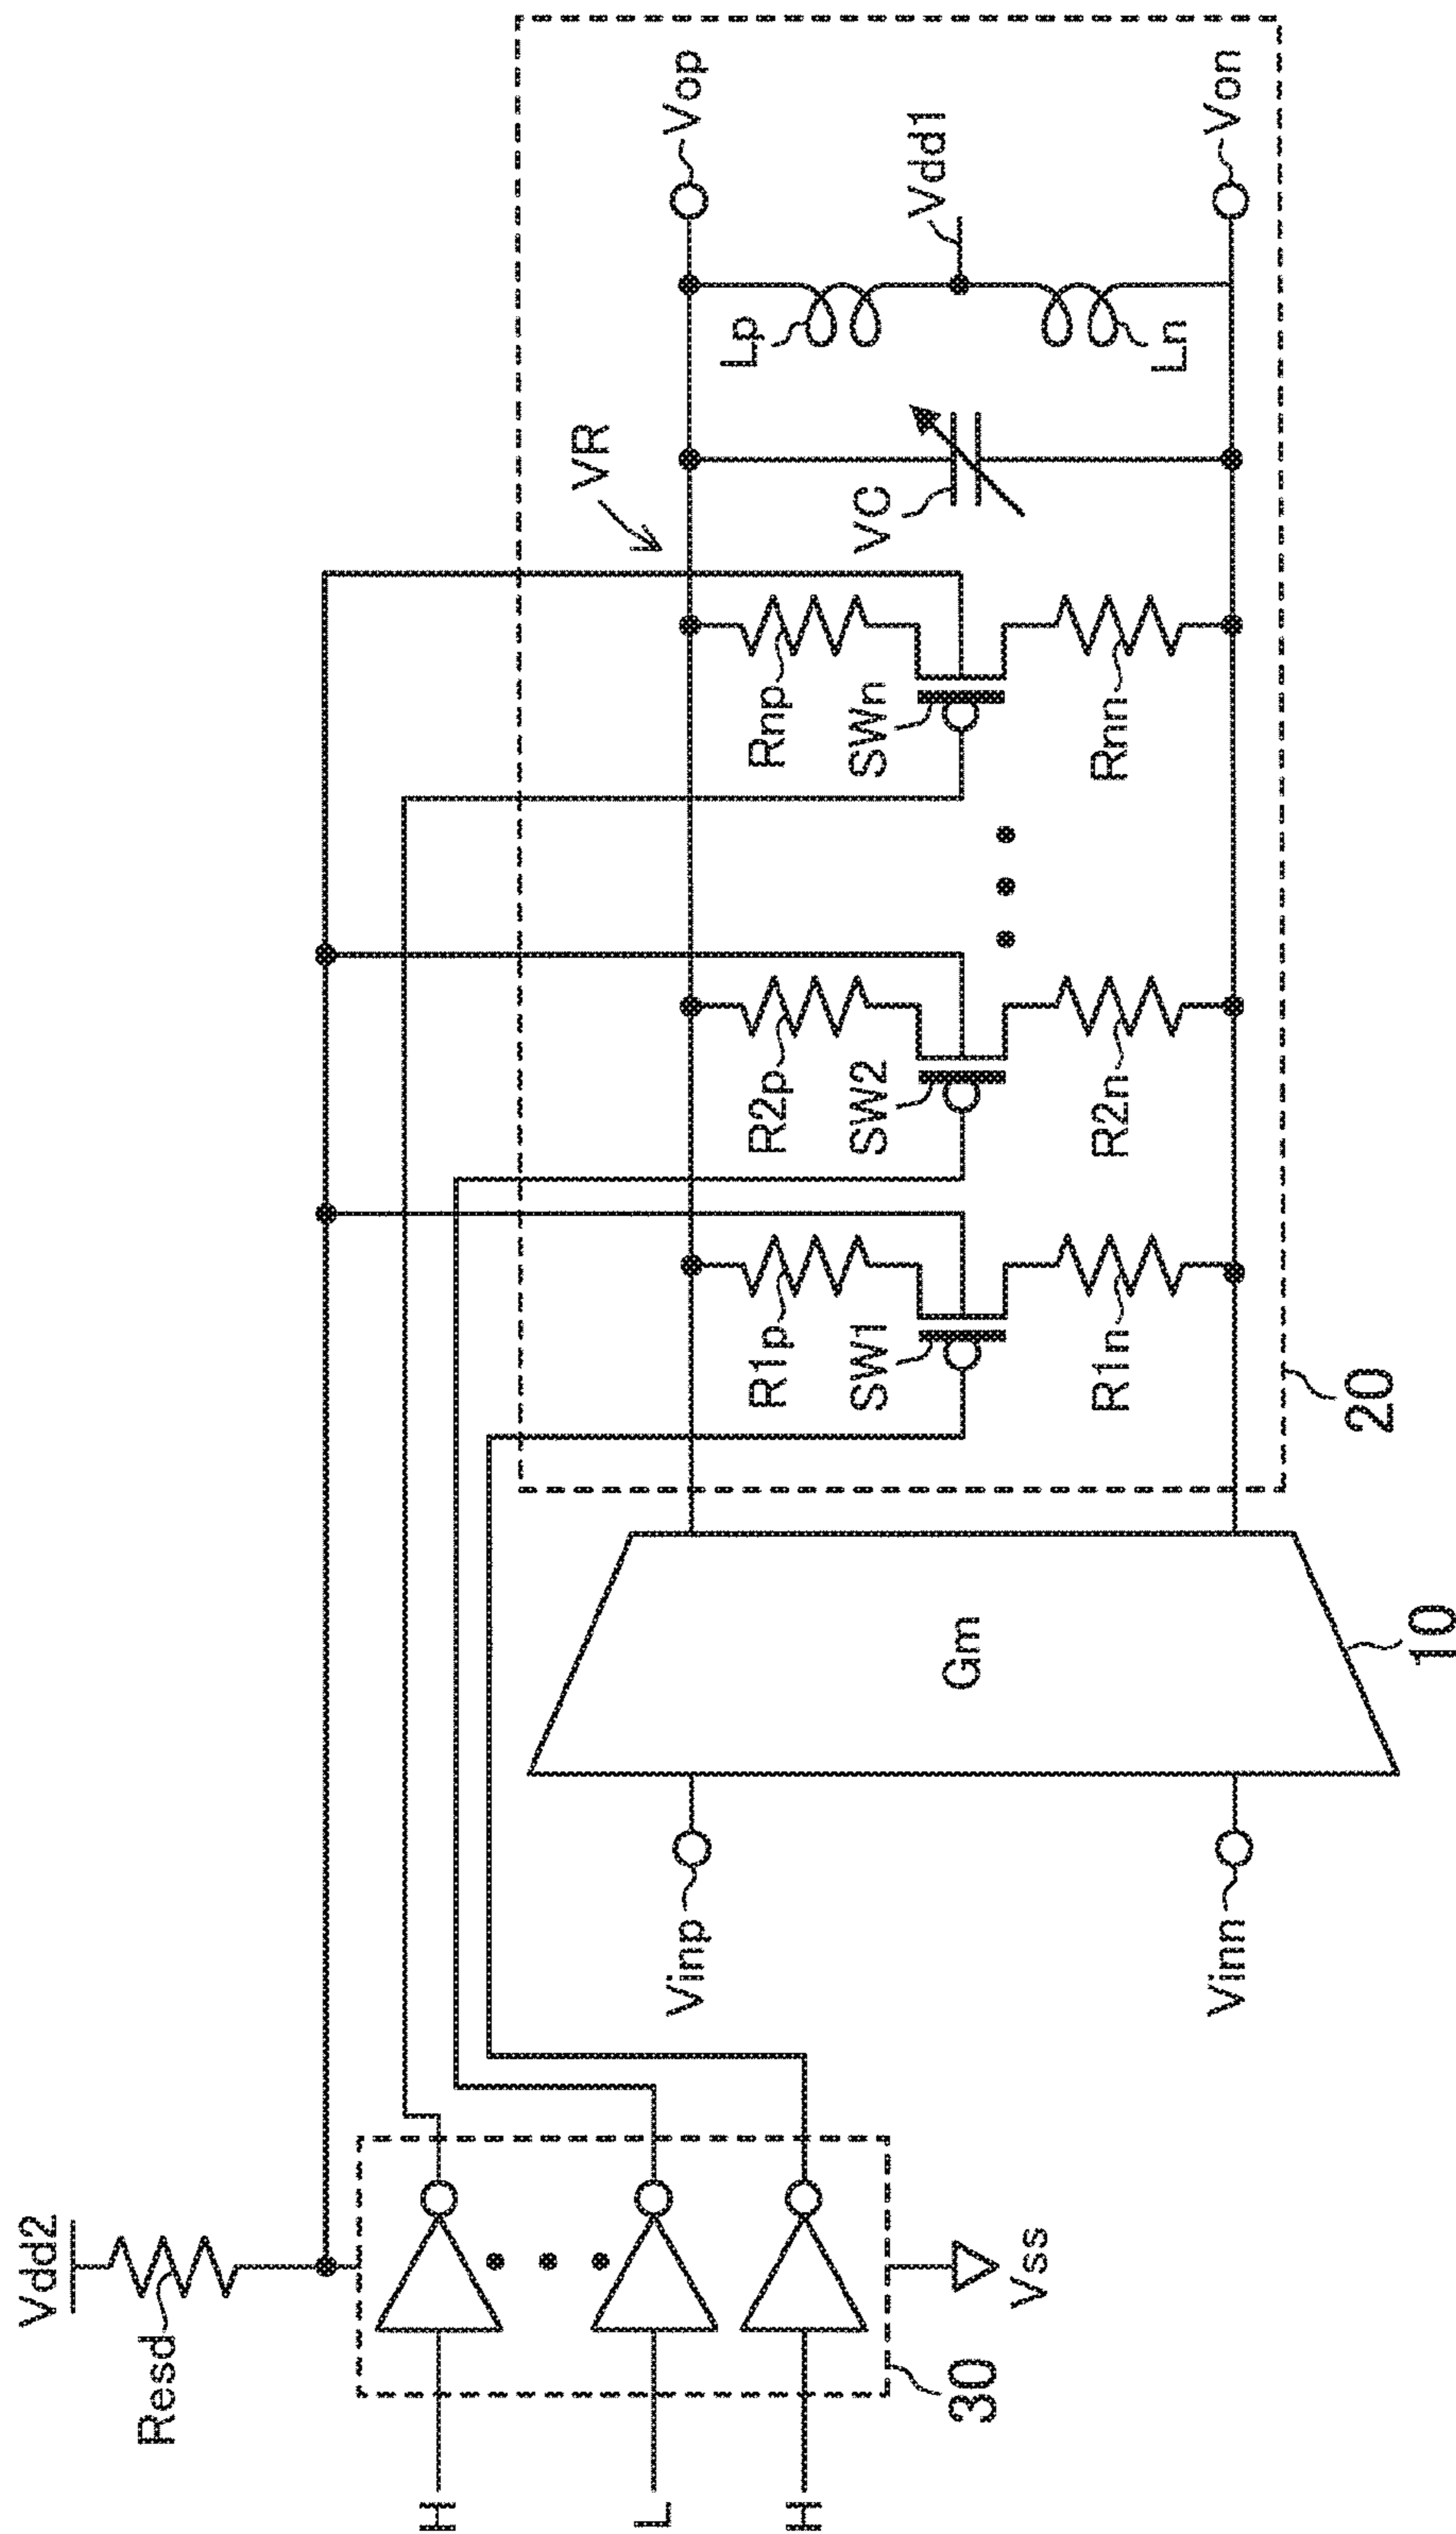 Vdd2
Resd
H
L
H
30
Vss
Vinp
Vinn
Gm
10
20
R1p
SW1
R1n
R2p
SW2
R2n
Rnp
SWn
Rnn
VR
VC
Lp
Ln
Vdd1
Vop
Von